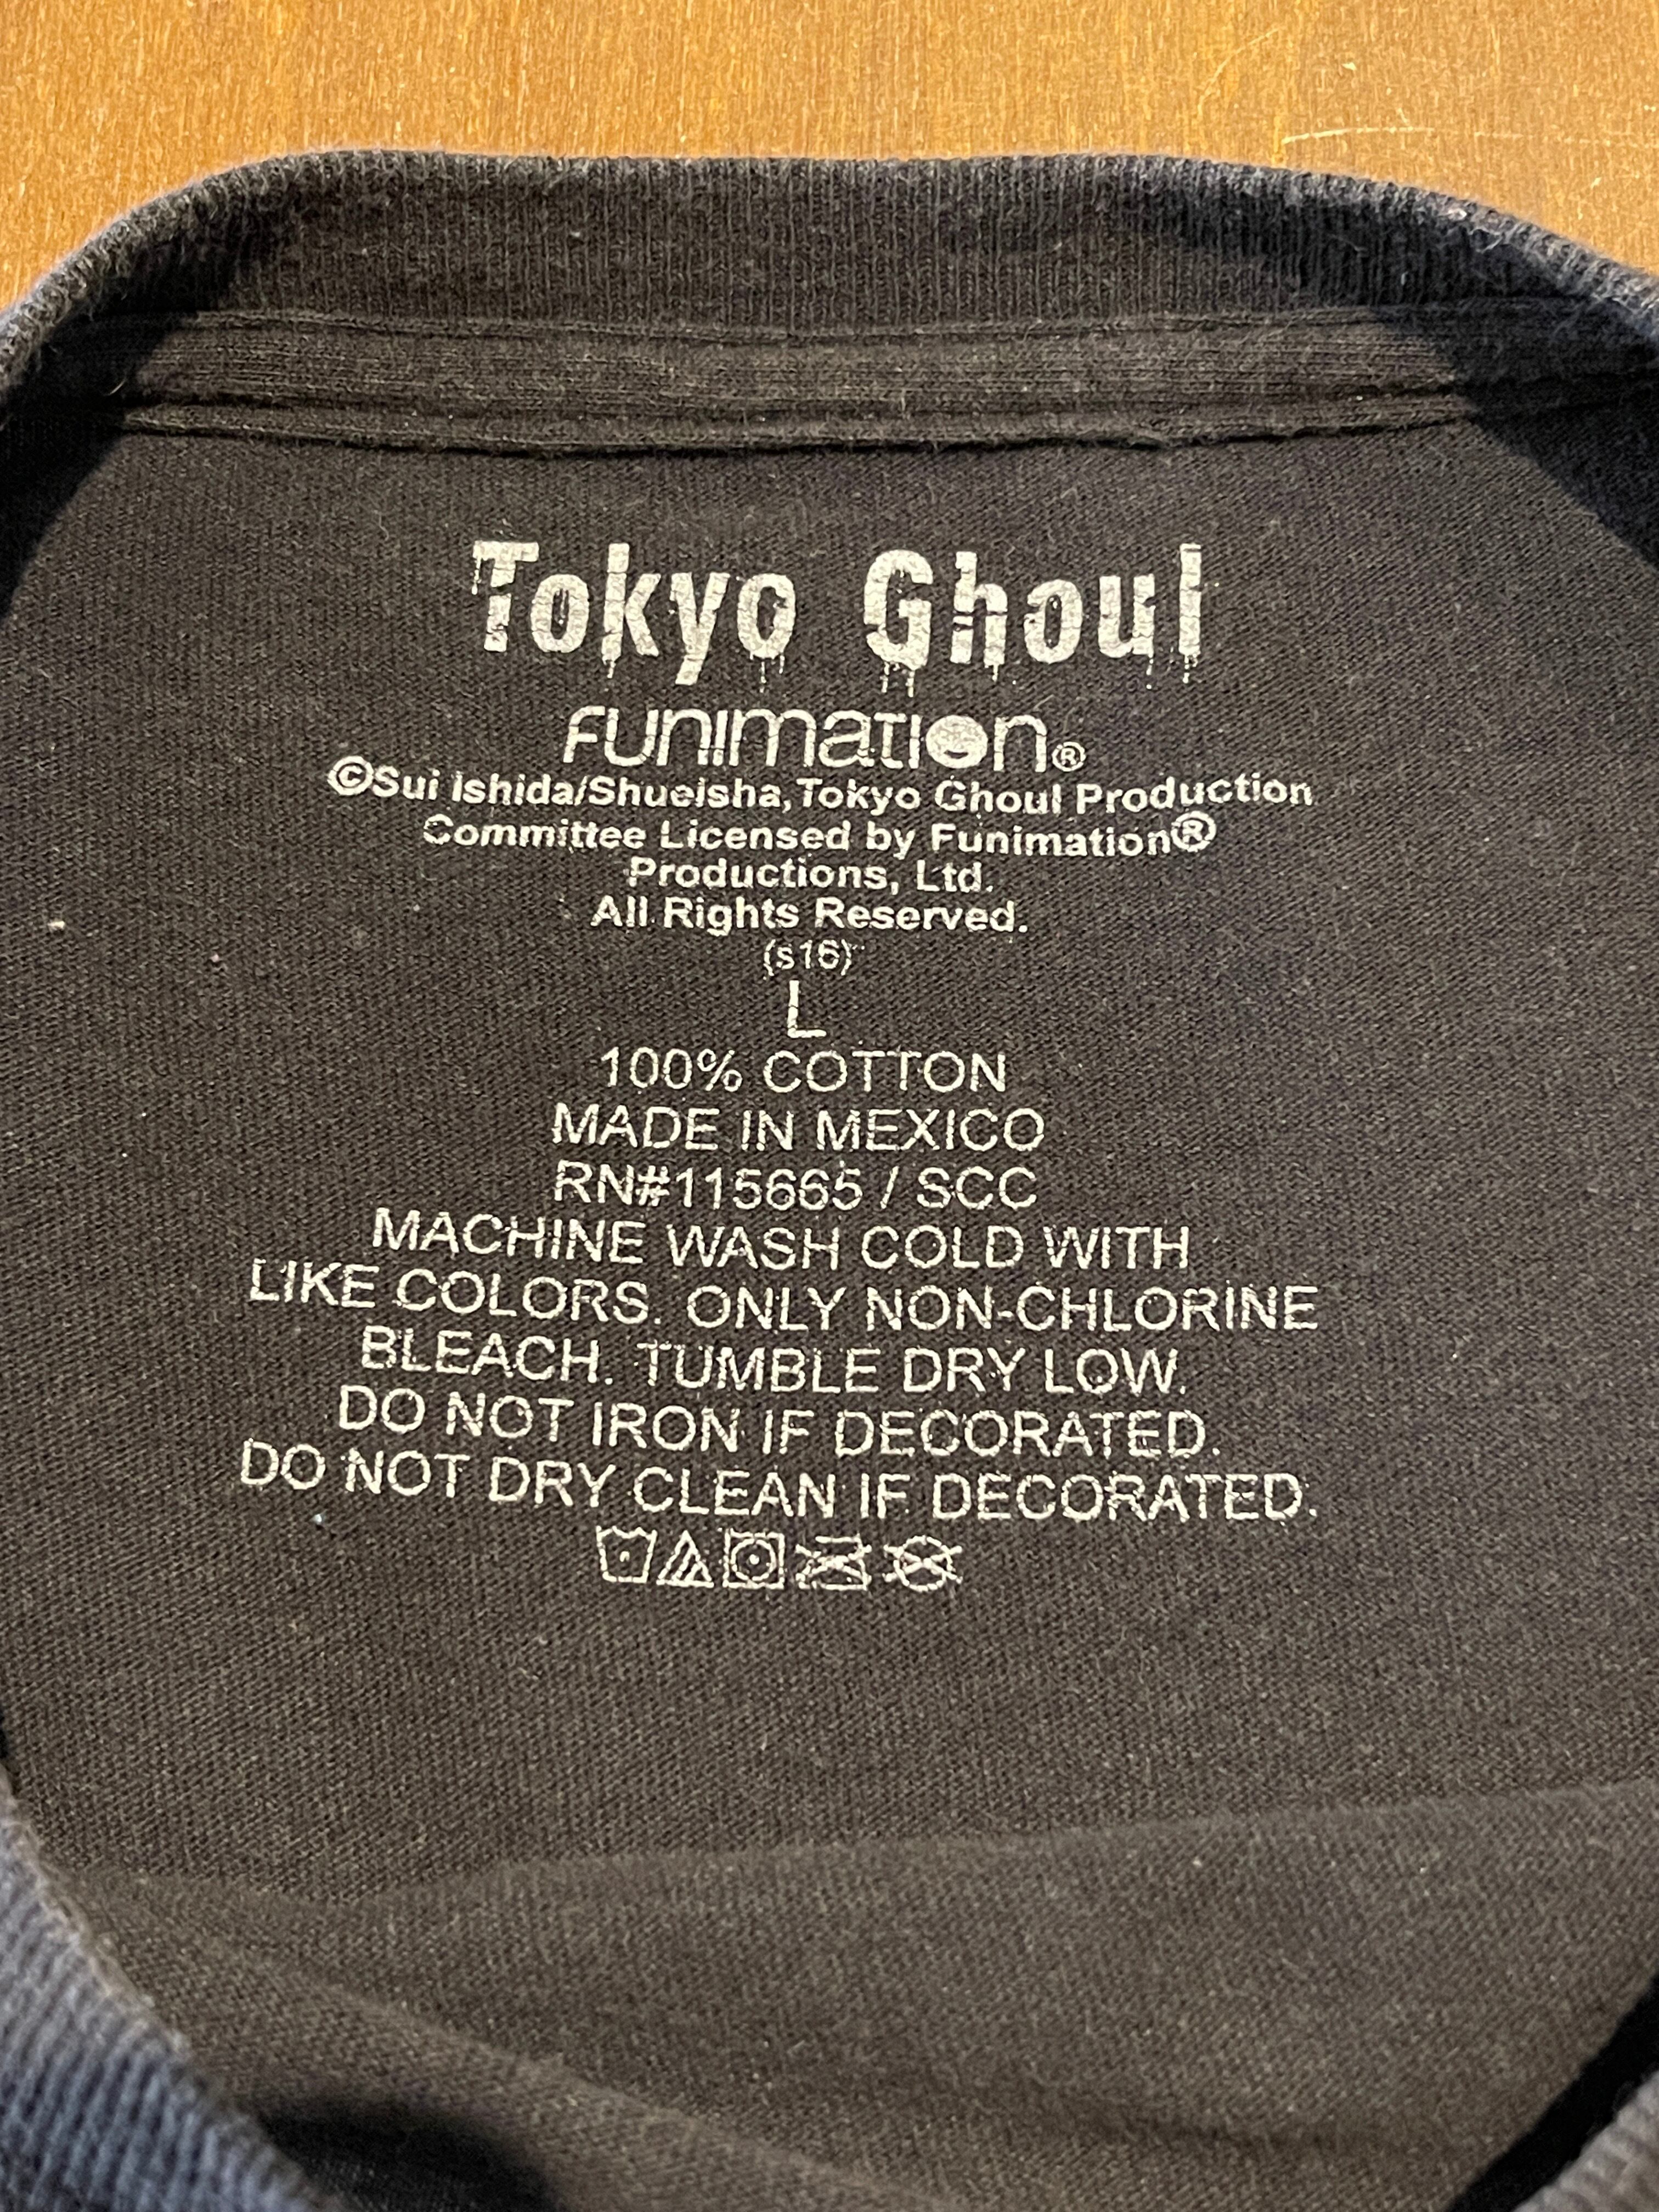 Tokyo Ghoul
FUNIMATION®
©Sui Ishida/Shueisha,Tokyo Ghoul Production
Committee Licensed by Funimation®
Productions, Ltd.
All Rights Reserved.
(s16)
L
100% COTTON
MADE IN MEXICO
RN#115665 / SCC
MACHINE WASH COLD WITH
LIKE COLORS. ONLY NON-CHLORINE
BLEACH. TUMBLE DRY LOW.
DO NOT IRON IF DECORATED.
DO NOT DRY CLEAN IF DECORATED.